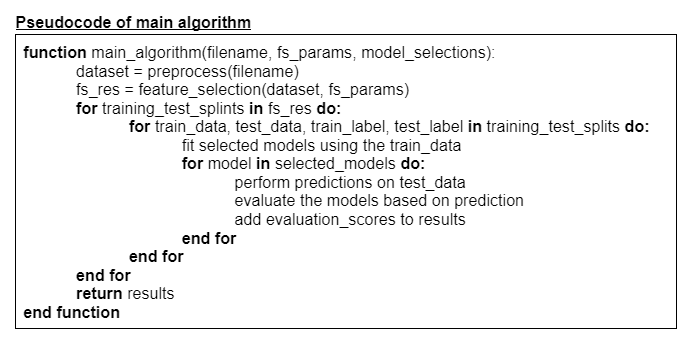 Pseudocode of main algorithm
function main_algorithm(filename, fs_params, model_selections):
dataset = preprocess(filename)
fs_res = feature_selection(dataset, fs_params)
for training_test_splints in fs_res do:
for train_data, test_data, train_label, test_label in training_test_splits do:
fit selected models using the train_data
for model in selected_models do:
perform predictions on test_data
evaluate the models based on prediction
add evaluation_scores to results
end for
end for
end for
return results
end function